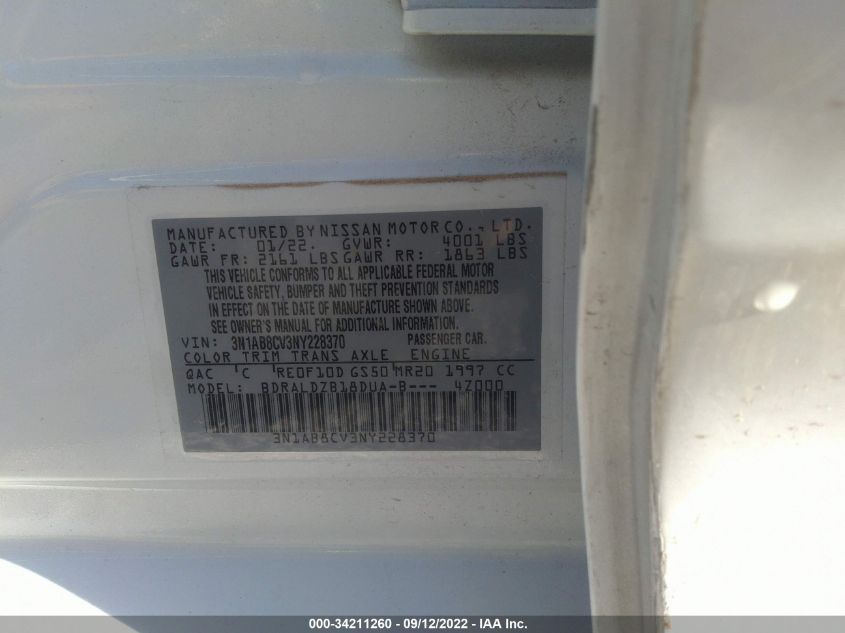 MANUFACTURED BY NISSAN MOTOR CO., LTD.
DATE: 01/22. GVWR: 4001 LBS
GAWR FR: 2161 LBS GAWR RR: 1863 LBS
THIS VEHICLE CONFORMS TO ALL APPLICABLE FEDERAL MOTOR
VEHICLE SAFETY, BUMPER AND THEFT PREVENTION STANDARDS
IN EFFECT ON THE DATE OF MANUFACTURE SHOWN ABOVE.
SEE OWNER'S MANUAL FOR ADDITIONAL INFORMATION.
VIN: 3N1AB8CV3NY228370 PASSENGER CAR.
COLOR TRIM TRANS AXLE ENGINE
QAC C RE0F10D GS50 MR20 1997 CC
MODEL: BDRALDZB18DUA-B--- 4Z000
3N1AB8CV3NY228370
000-34211260 - 09/12/2022 - IAA Inc.